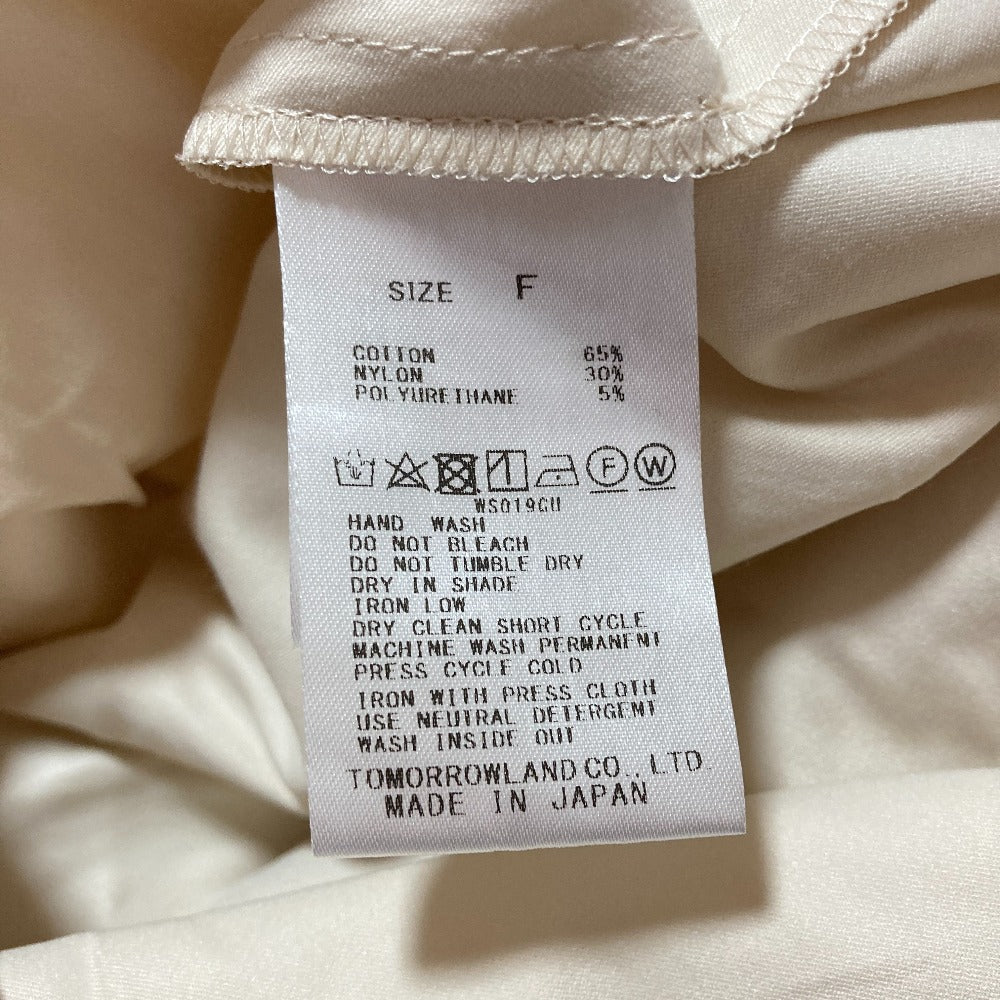 SIZE F
COTTON 65%
NYLON 30%
POLYURETHANE 5%
F W
WS019GU
HAND WASH
DO NOT BLEACH
DO NOT TUMBLE DRY
DRY IN SHADE
IRON LOW
DRY CLEAN SHORT CYCLE
MACHINE WASH PERMANENT
PRESS CYCLE COLD
IRON WITH PRESS CLOTH
USE NEUTRAL DETERGENT
WASH INSIDE OUT
TOMORROWLAND CO., LTD
MADE IN JAPAN